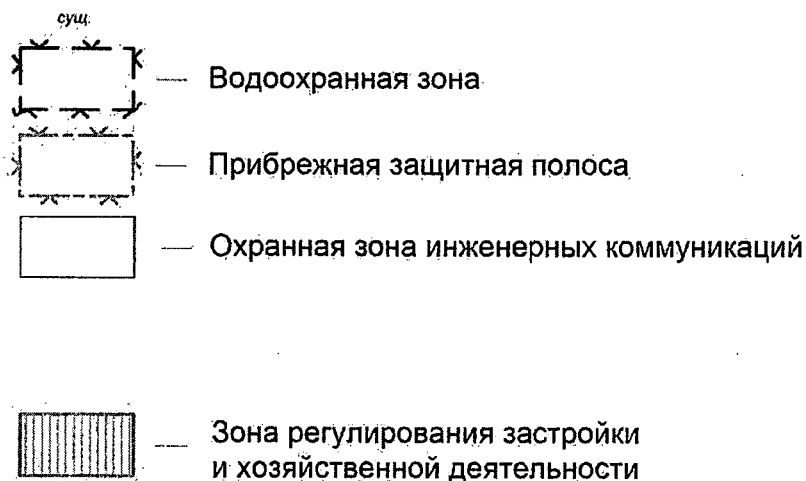 сущ.
— Водоохранная зона
— Прибрежная защитная полоса
— Охранная зона инженерных коммуникаций
— Зона регулирования застройки
и хозяйственной деятельности